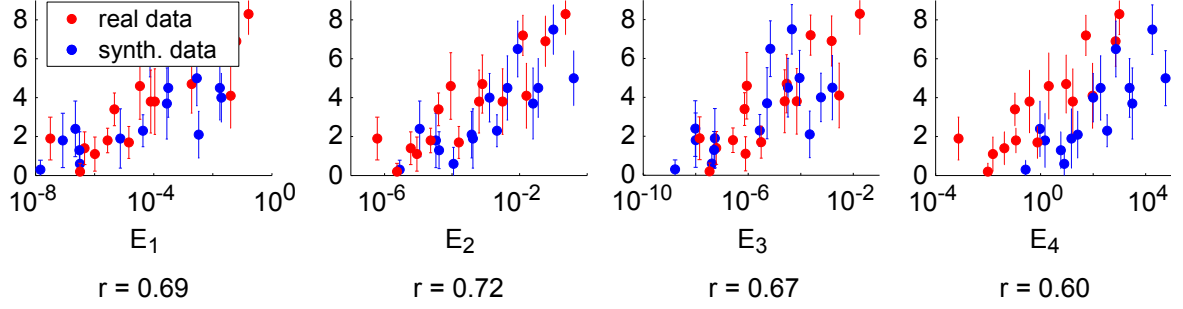 real data
synth. data
8
6
4
2
0
10^-8 10^-4 10^0
E_1
r = 0.69
8
6
4
2
0
10^-6 10^-2
E_2
r = 0.72
8
6
4
2
0
10^-10 10^-6 10^-2
E_3
r = 0.67
8
6
4
2
0
10^-4 10^0 10^4
E_4
r = 0.60